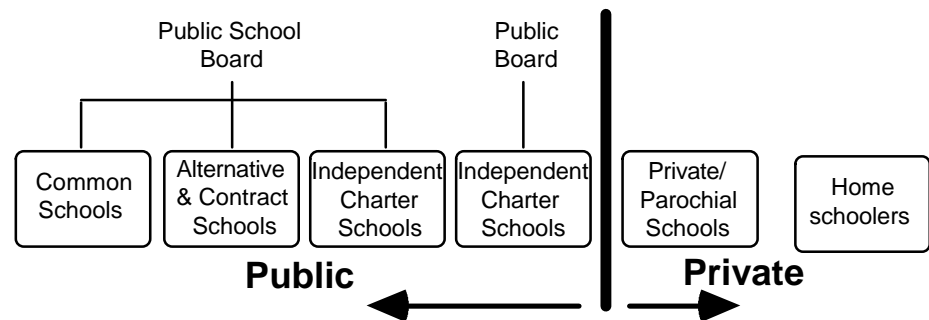 Public School
Board
Public
Board
Common
Schools
Alternative
& Contract
Schools
Independent
Charter
Schools
Independent
Charter
Schools
Private/
Parochial
Schools
Home
schoolers
Public
Private